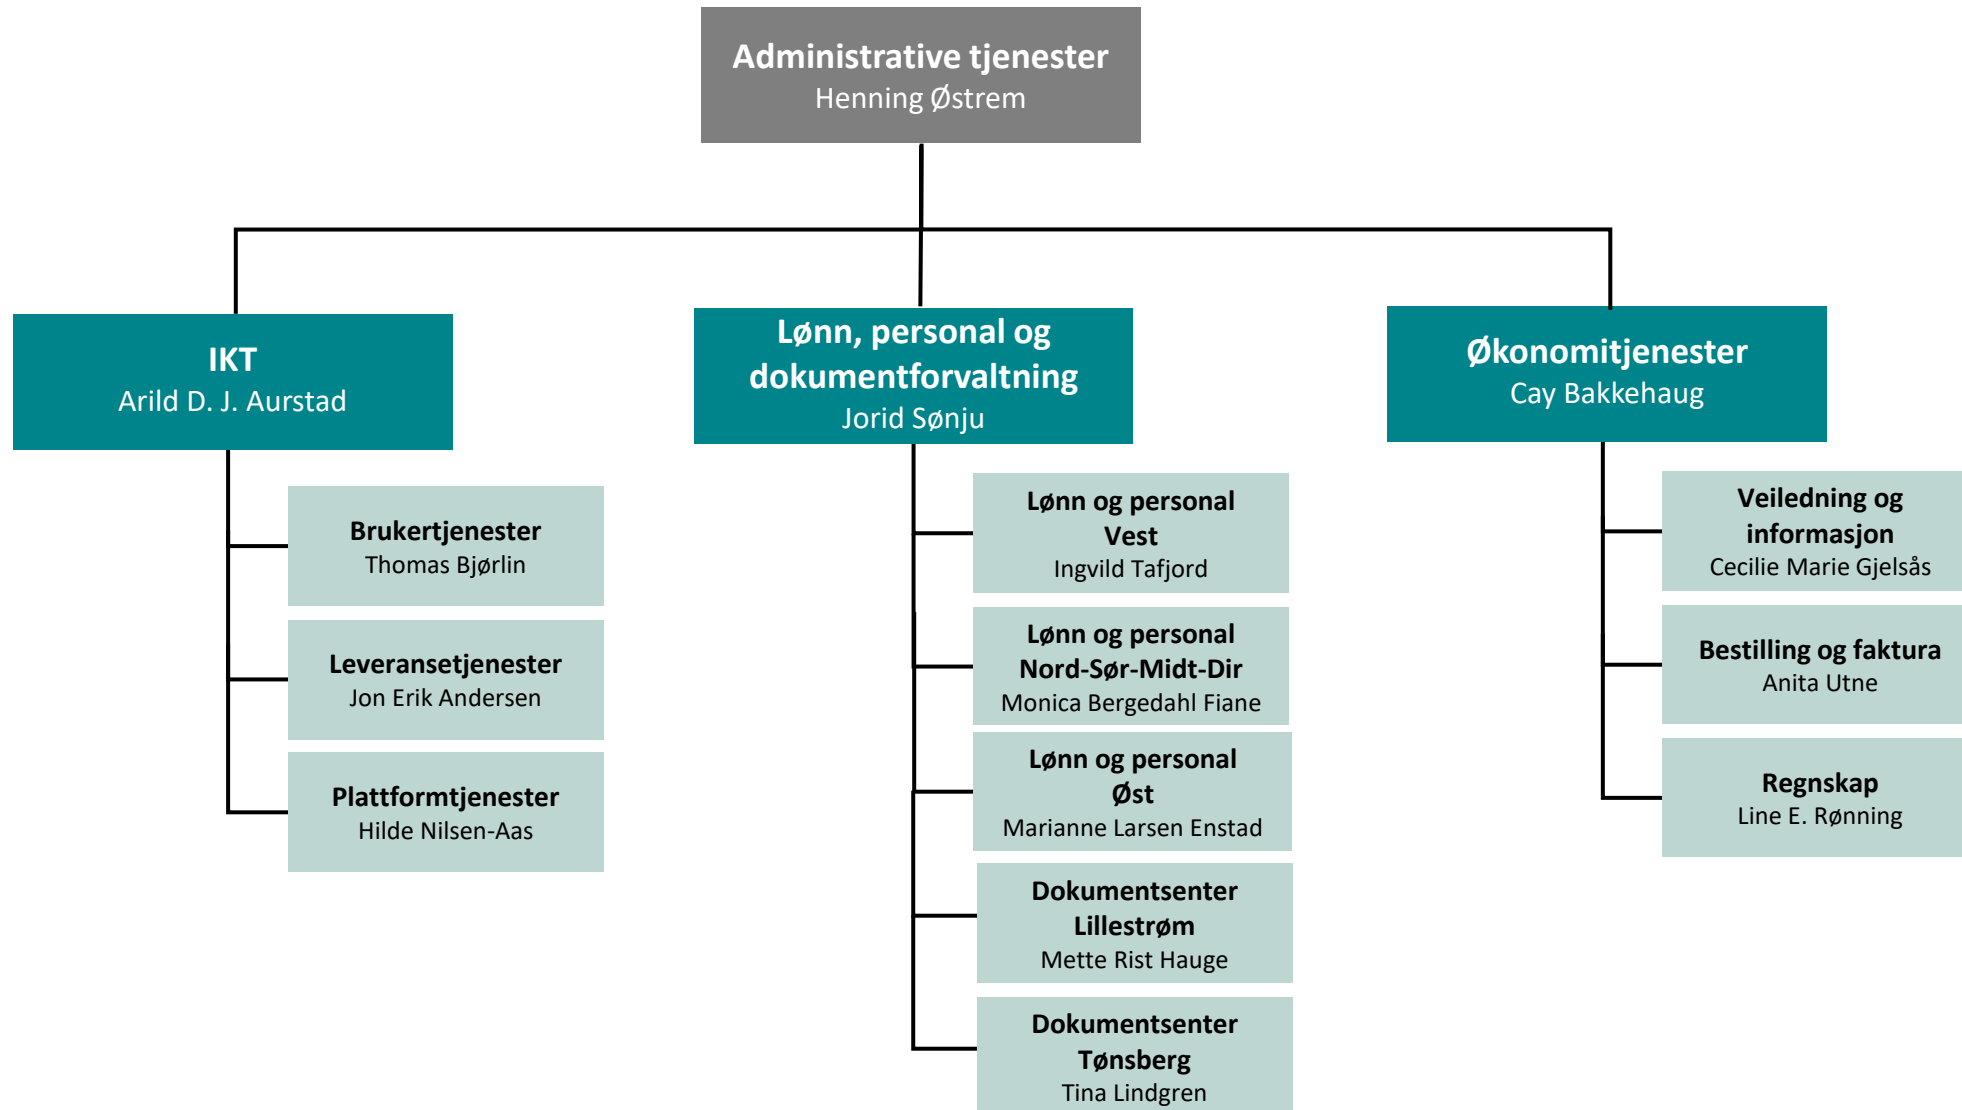 Administrative tjenester
Henning Østrem
IKT
Arild D. J. Aurstad
Brukertjenester
Thomas Bjørlin
Leveransetjenester
Jon Erik Andersen
Plattformtjenester
Hilde Nilsen-Aas
Lønn, personal og
dokumentforvaltning
Jorid Sønju
Lønn og personal
Vest
Ingvild Tafjord
Lønn og personal
Nord-Sør-Midt-Dir
Monica Bergedahl Fiane
Lønn og personal
Øst
Marianne Larsen Enstad
Dokumentsenter
Lillestrøm
Mette Rist Hauge
Dokumentsenter
Tønsberg
Tina Lindgren
Økonomitjenester
Cay Bakkehaug
Veiledning og
informasjon
Cecilie Marie Gjelsås
Bestilling og faktura
Anita Utne
Regnskap
Line E. Rønning